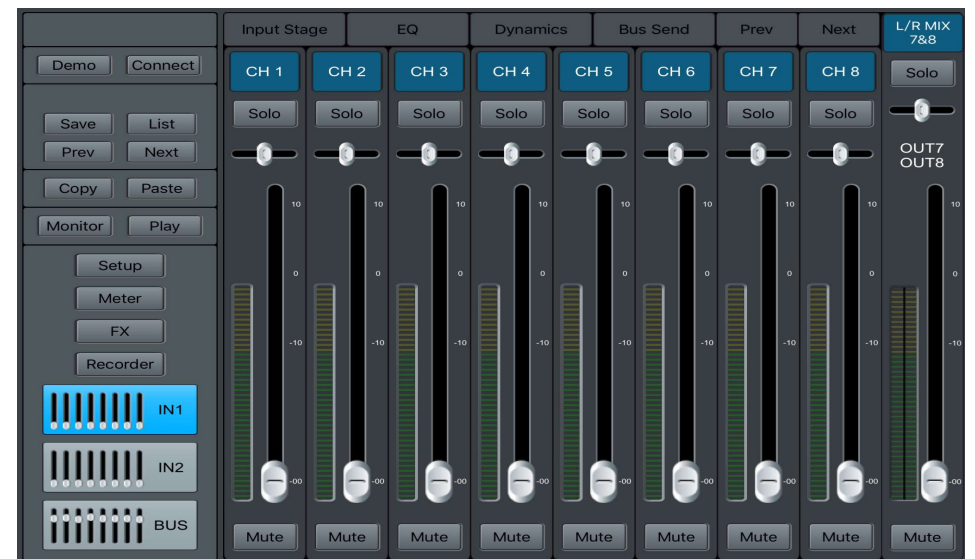 Input Stage EQ Dynamics Bus Send Prev Next L/R MIX
7&8
Demo Connect
CH 1 CH 2 CH 3 CH 4 CH 5 CH 6 CH 7 CH 8 Solo
Solo Solo Solo Solo Solo Solo Solo Solo
Save List
Prev Next
OUT7
OUT8
Copy Paste
10 10 10 10 10 10 10 10 10
Monitor Play
Setup
0 0 0 0 0 0 0 0 0
Meter
FX
-10 -10 -10 -10 -10 -10 -10 -10 -10
Recorder
IN1
IN2
-00 -00 -00 -00 -00 -00 -00 -00 -00
BUS
Mute Mute Mute Mute Mute Mute Mute Mute Mute